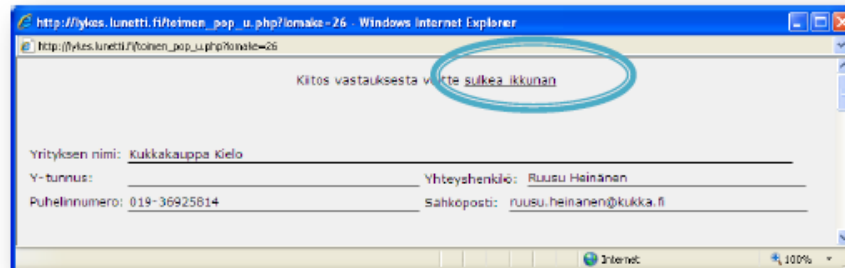 http://lykes.lunetti.fi/toimen_pop_u.php?lomake=26 - Windows Internet Explorer
http://lykes.lunetti.fi/toimen_pop_u.php?lomake=26
Kiitos vastauksesta voitte sulkea ikkunan
Yrityksen nimi: Kukkakauppa Kielo
Y-tunnus: Yhteyshenkilö: Ruusu Heinänen
Puhelinnumero: 019-36925814 Sähköposti: ruusu.heinanen@kukka.fi
Internet 100%